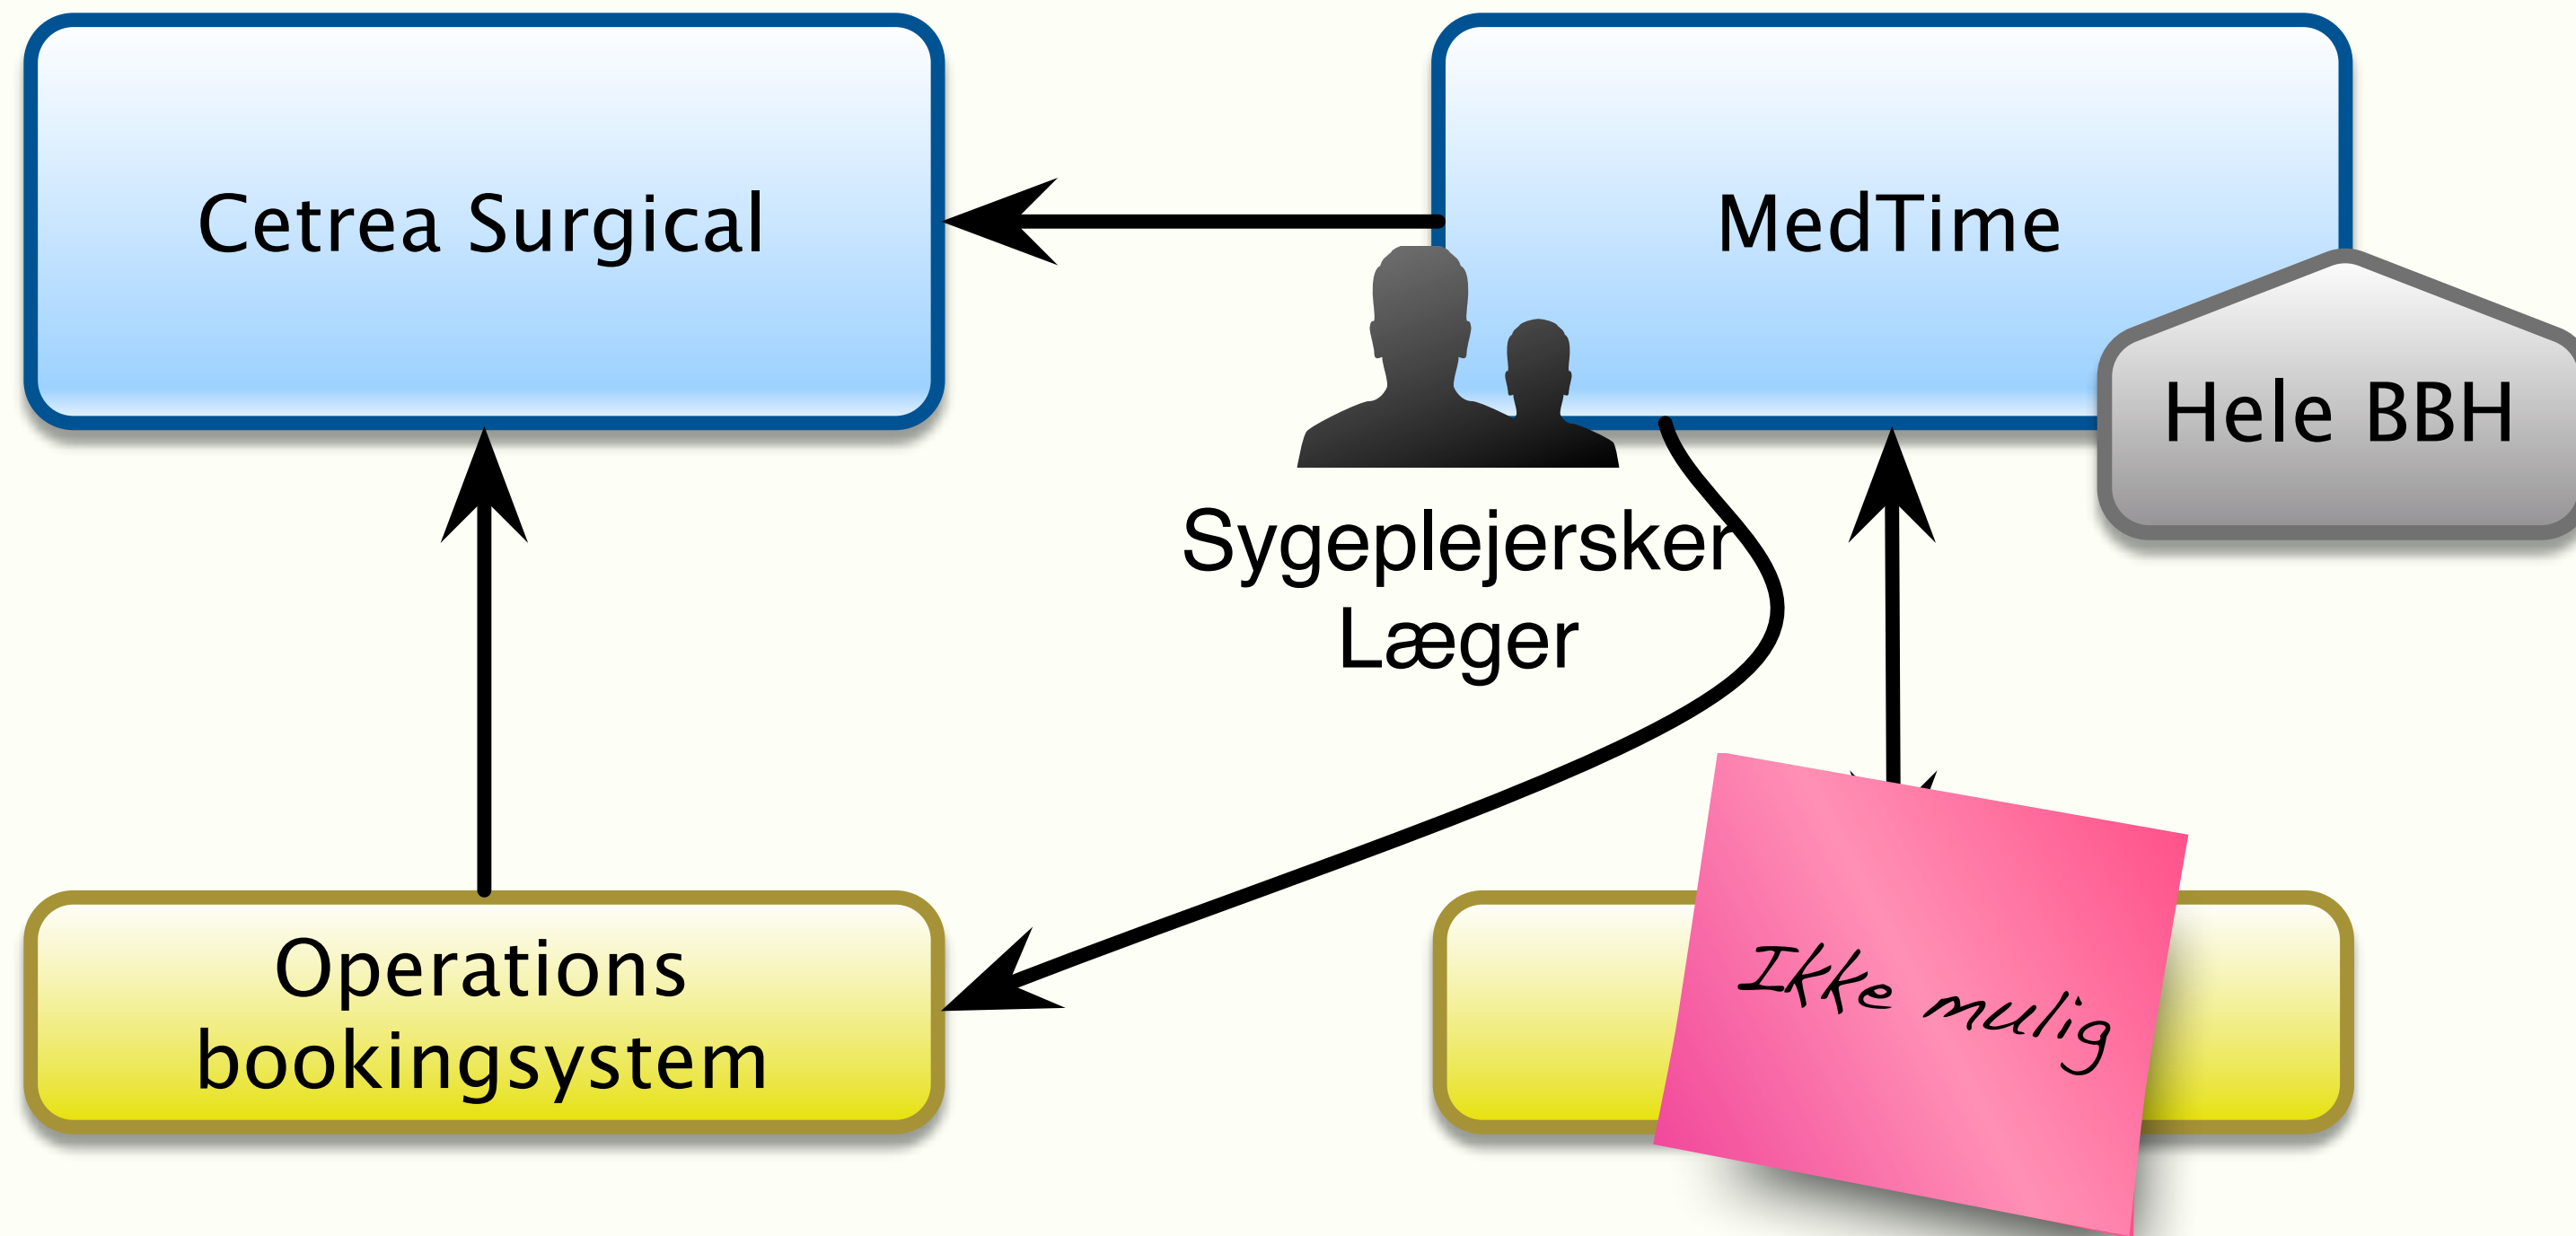 Cetrea Surgical
MedTime
Hele BBH
Sygeplejersker
Læger
Operations
bookingsystem
Ikke mulig